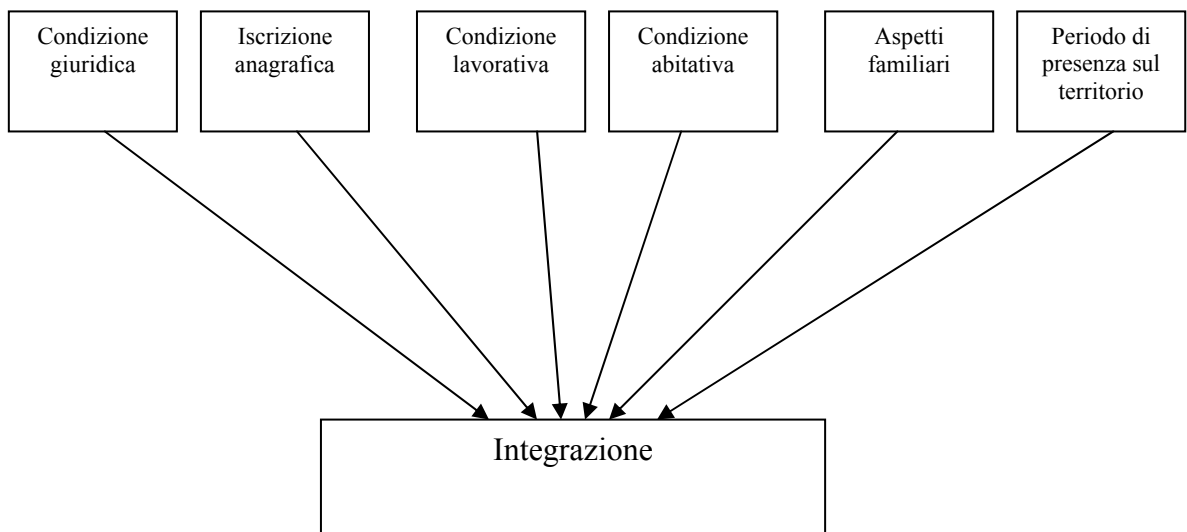 Condizione
giuridica
Iscrizione
anagrafica
Condizione
lavorativa
Condizione
abitativa
Aspetti
familiari
Periodo di
presenza sul
territorio
Integrazione